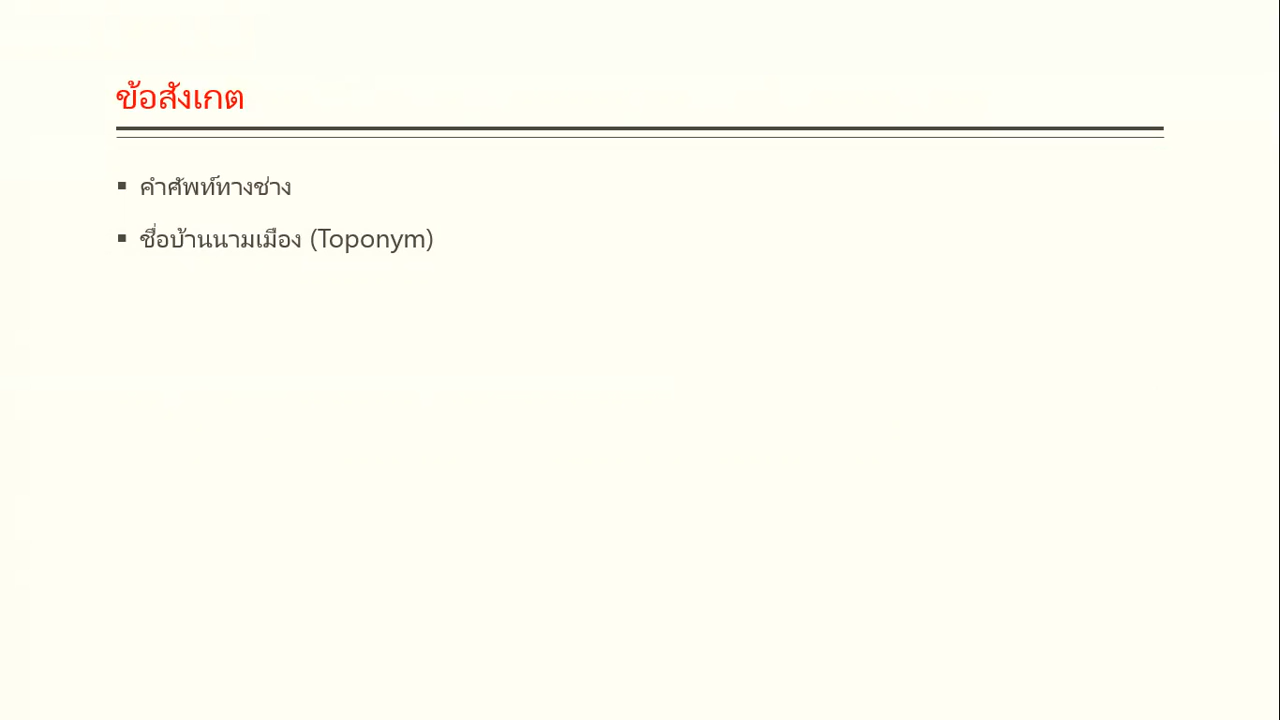 ข้อสังเกต
▪ คำศัพท์ทางช่าง
▪ ชื่อบ้านนามเมือง (Toponym)